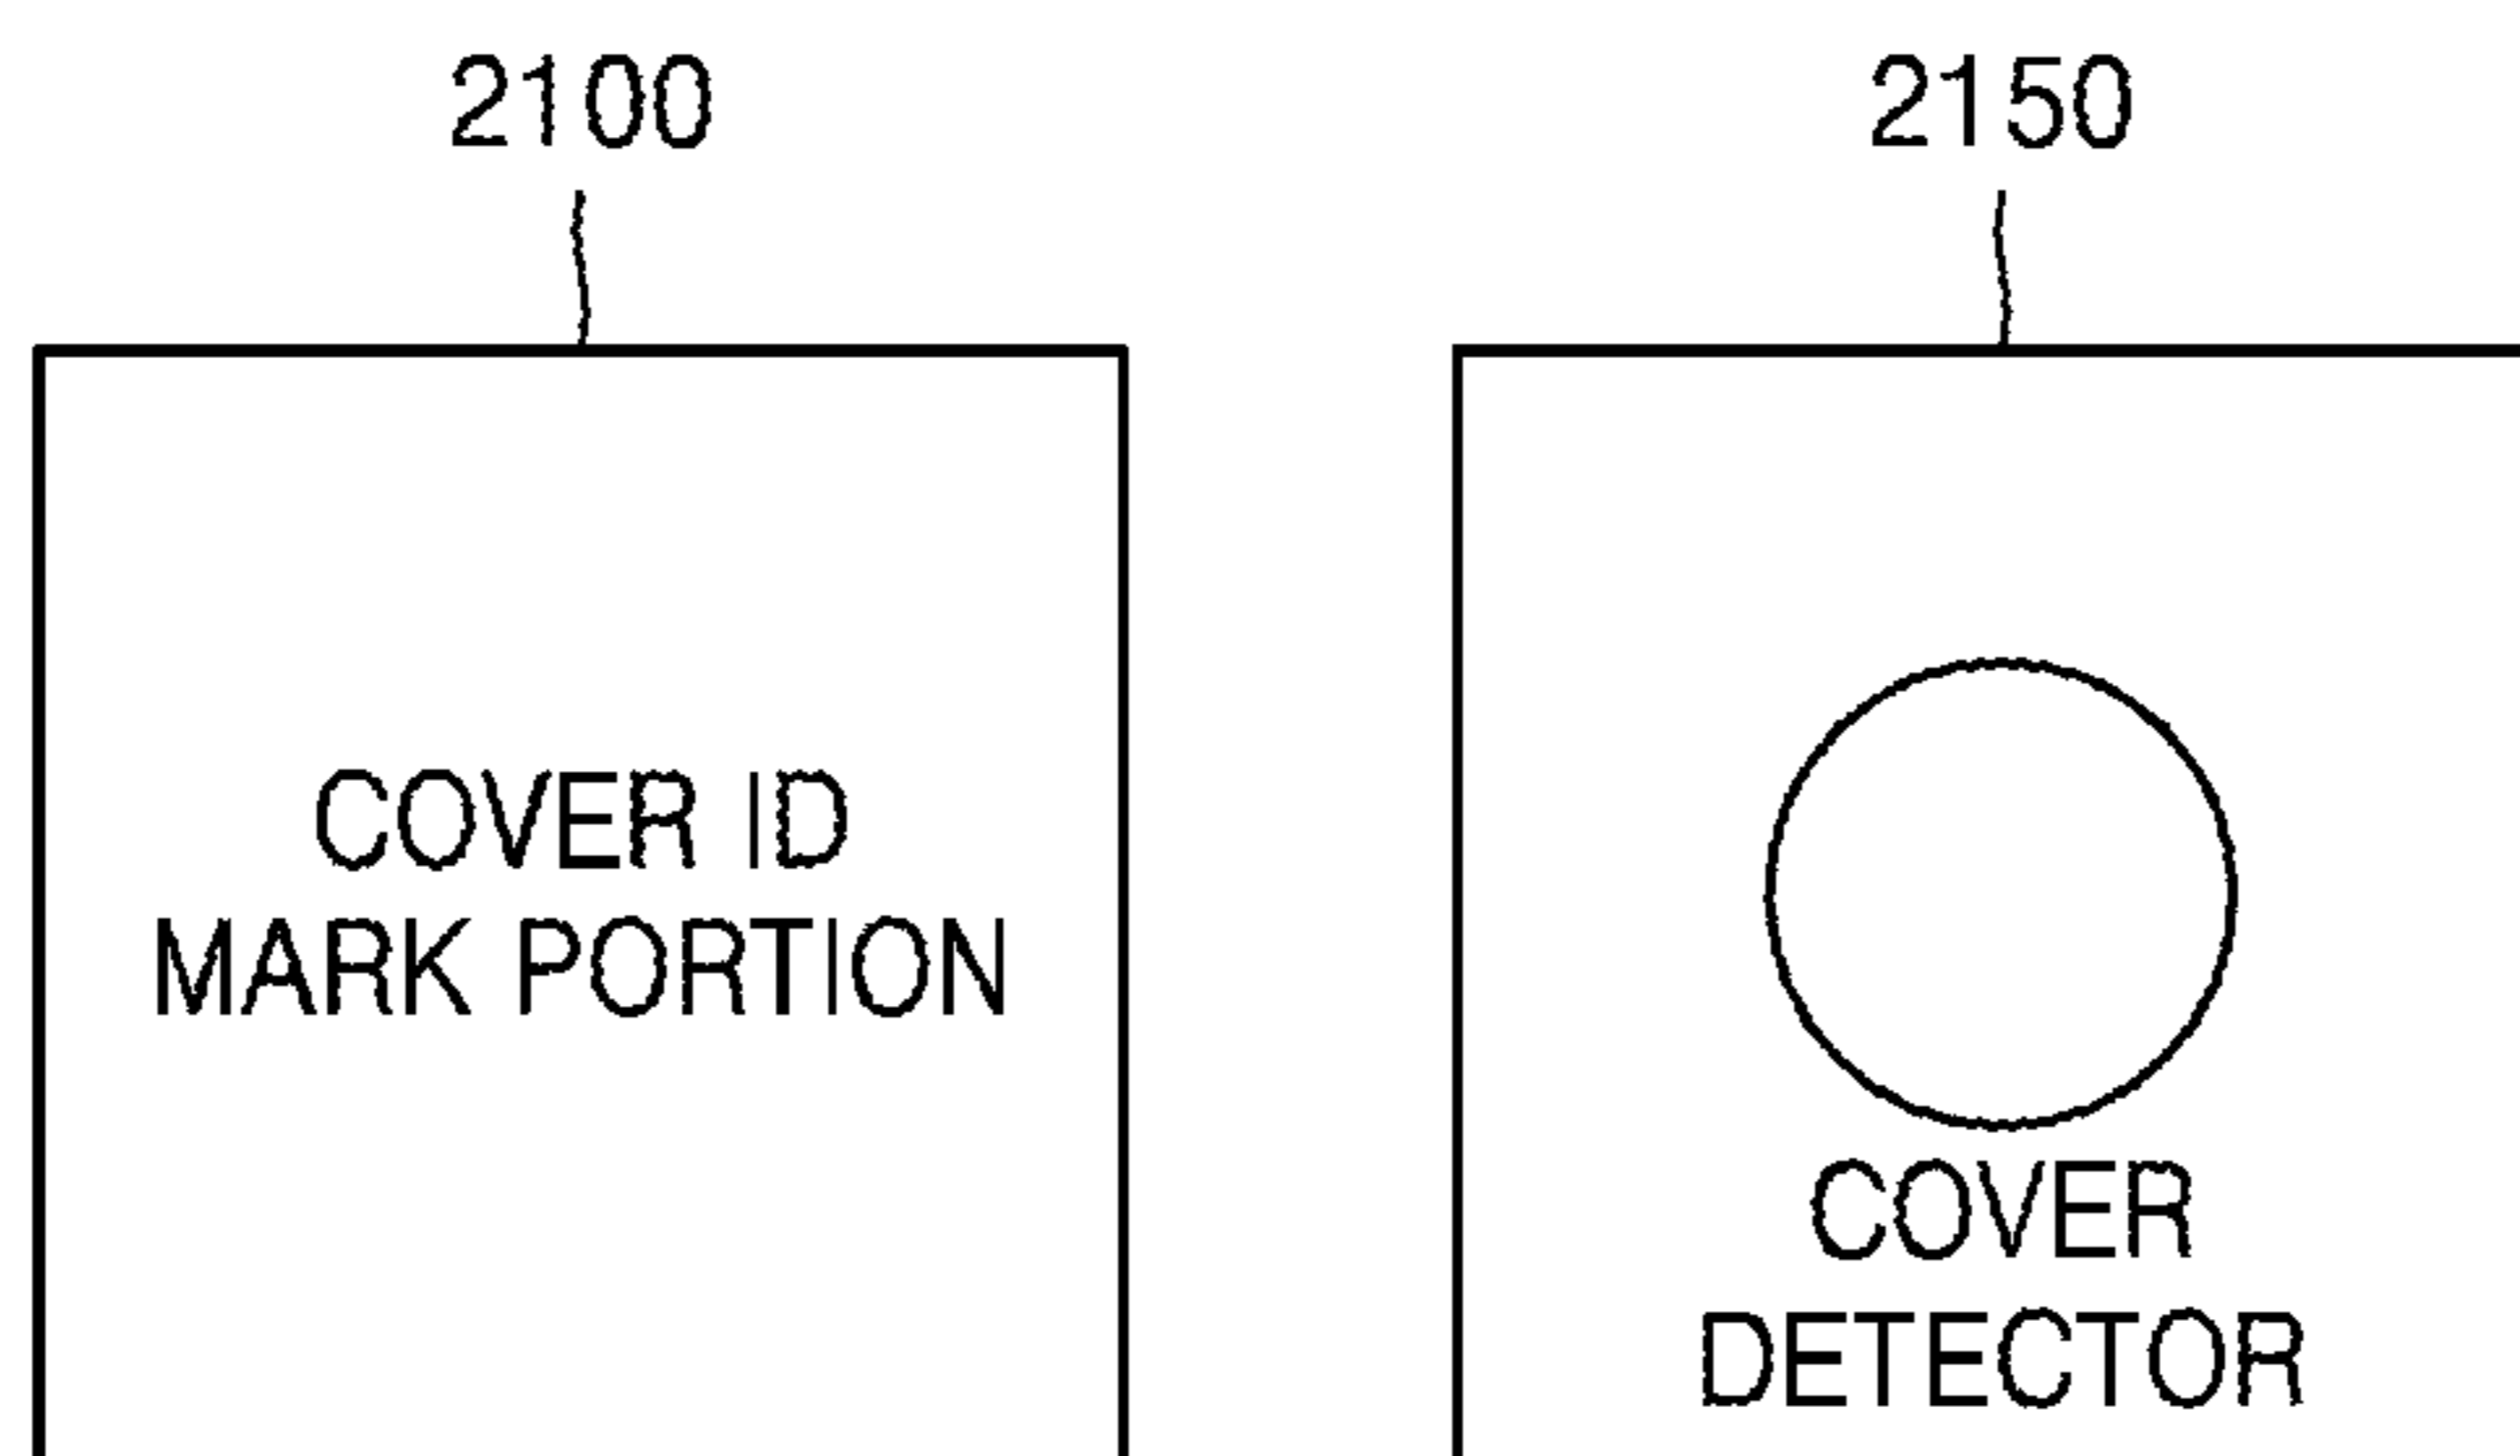 2100
2150
COVER ID
MARK PORTION
COVER
DETECTOR